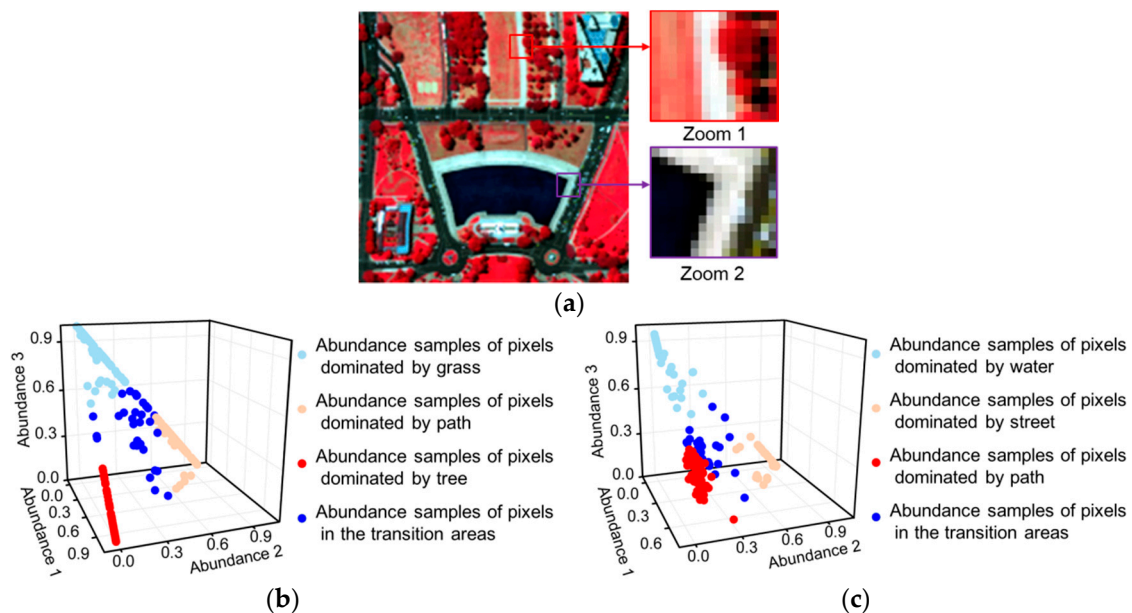 Zoom 1
Zoom 2
(a)
0.9
0.6
0.3
0.0
Abundance 3
0.0
0.3
0.6
0.9
Abundance 1
0.0
0.3
0.6
0.9
Abundance 2
Abundance samples of pixels
dominated by grass
Abundance samples of pixels
dominated by path
Abundance samples of pixels
dominated by tree
Abundance samples of pixels
in the transition areas
(b)
0.9
0.6
0.3
0.0
Abundance 3
0.0
0.3
0.6
Abundance 1
0.0
0.3
0.6
0.9
Abundance 2
Abundance samples of pixels
dominated by water
Abundance samples of pixels
dominated by street
Abundance samples of pixels
dominated by path
Abundance samples of pixels
in the transition areas
(c)